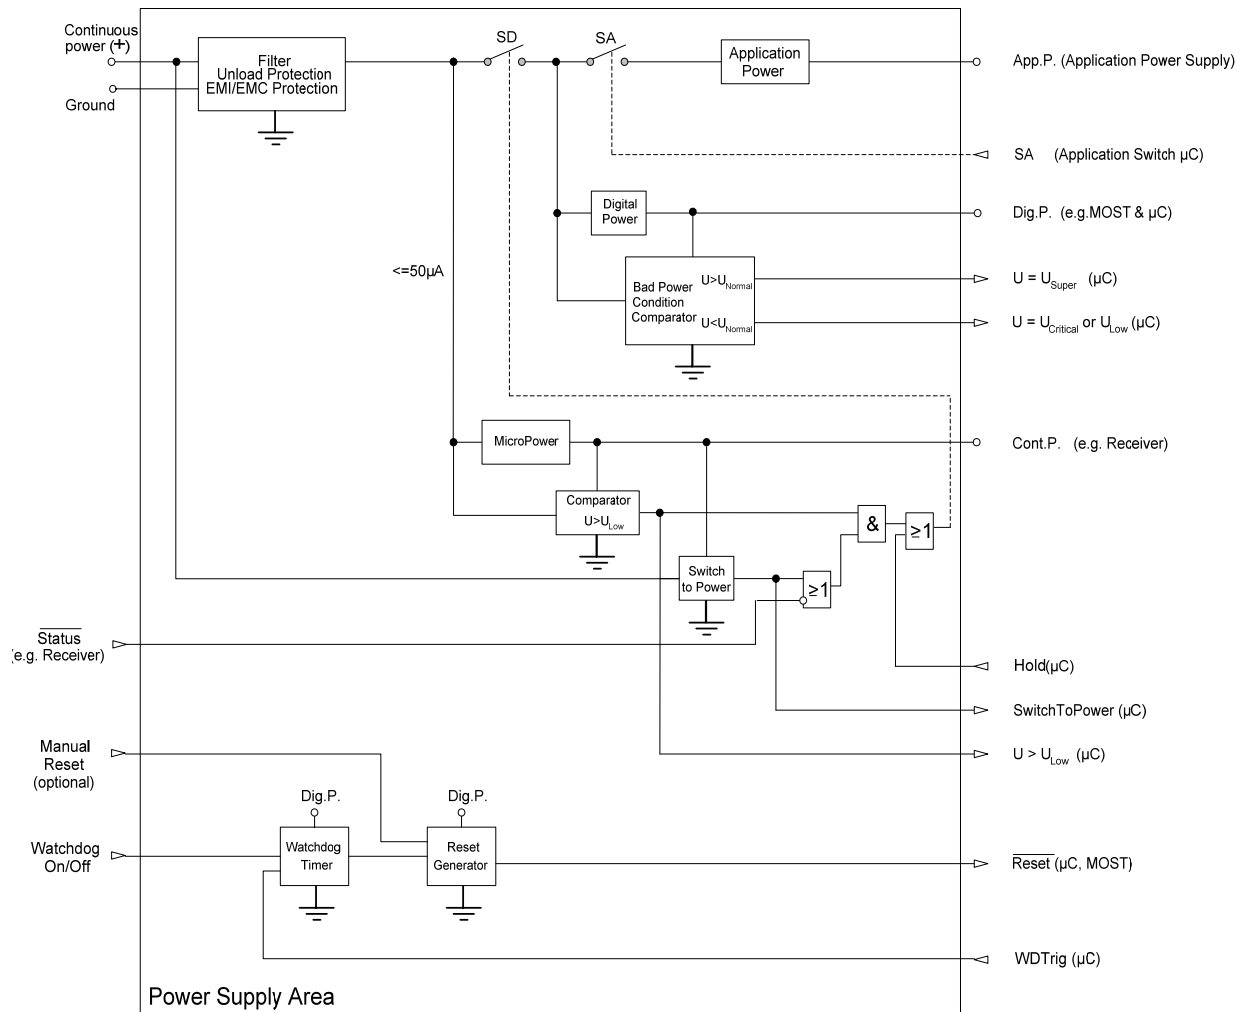 Continuous
power (+)
Ground
Filter
Unload Protection
EMI/EMC Protection
SD
SA
Application
Power
App.P. (Application Power Supply)
SA (Application Switch µC)
Digital
Power
Dig.P. (e.g.MOST & µC)
<=50µA
Bad Power
Condition
Comparator
U>UNormal
U<UNormal
U = USuper (µC)
U = UCritical or ULow (µC)
MicroPower
Cont.P. (e.g. Receiver)
Comparator
U>ULow
&
≥1
Switch
to Power
≥1
Status
(e.g. Receiver)
Hold(µC)
SwitchToPower (µC)
Manual
Reset
(optional)
U > ULow (µC)
Dig.P.
Dig.P.
Watchdog
On/Off
Watchdog
Timer
Reset
Generator
Reset (µC, MOST)
WDTrig (µC)
Power Supply Area